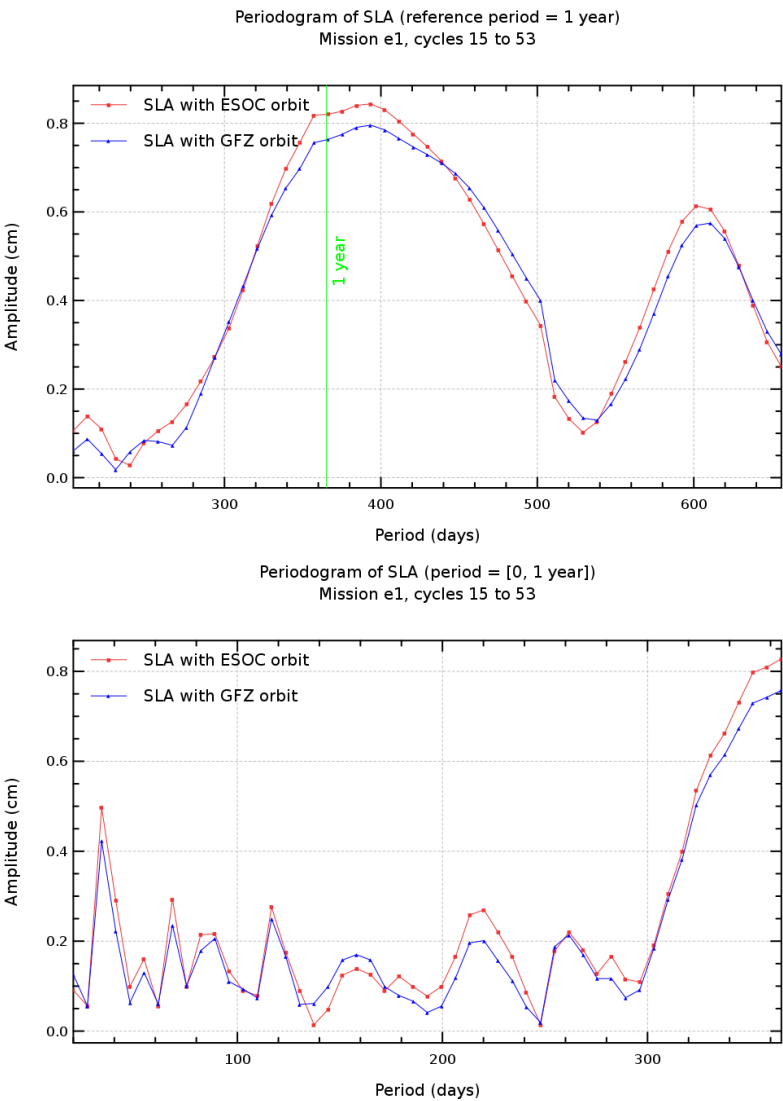 Periodogram of SLA (reference period = 1 year)
Mission e1, cycles 15 to 53
SLA with ESOC orbit
SLA with GFZ orbit
1 year
Amplitude (cm)
0.8
0.6
0.4
0.2
0.0
300 400 500 600
Period (days)
Periodogram of SLA (period = [0, 1 year])
Mission e1, cycles 15 to 53
SLA with ESOC orbit
SLA with GFZ orbit
Amplitude (cm)
0.8
0.6
0.4
0.2
0.0
100 200 300
Period (days)